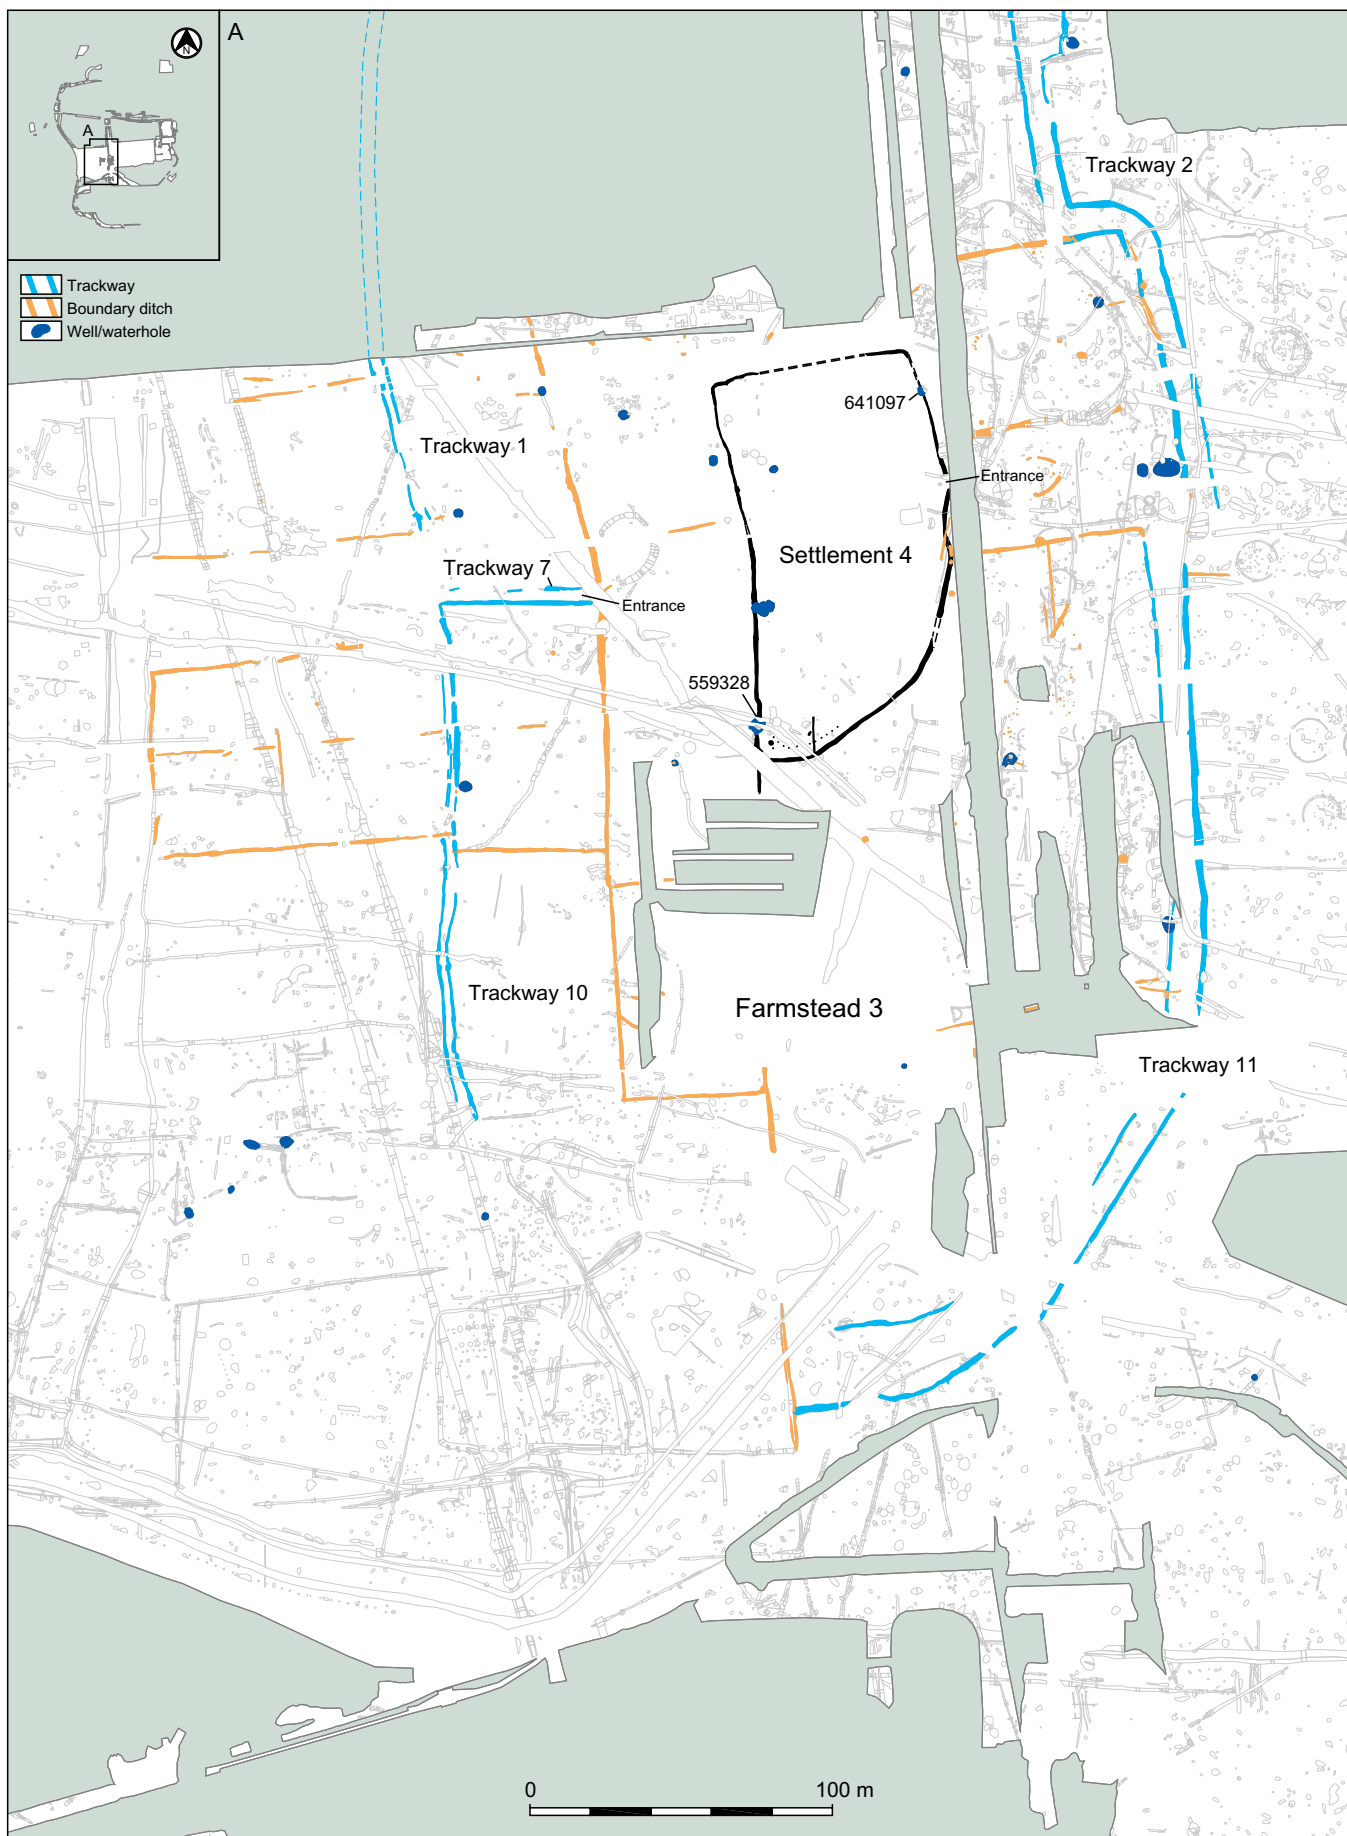 A
N
A
Trackway
Boundary ditch
Well/waterhole
Trackway 2
641097
Trackway 1
Entrance
Settlement 4
Trackway 7
Entrance
559328
Trackway 10
Farmstead 3
Trackway 11
0
100 m